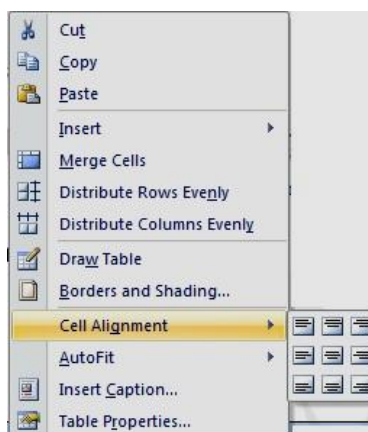 Cut
Copy
Paste
Insert
Merge Cells
Distribute Rows Evenly
Distribute Columns Evenly
Draw Table
Borders and Shading...
Cell Alignment
AutoFit
Insert Caption...
Table Properties...